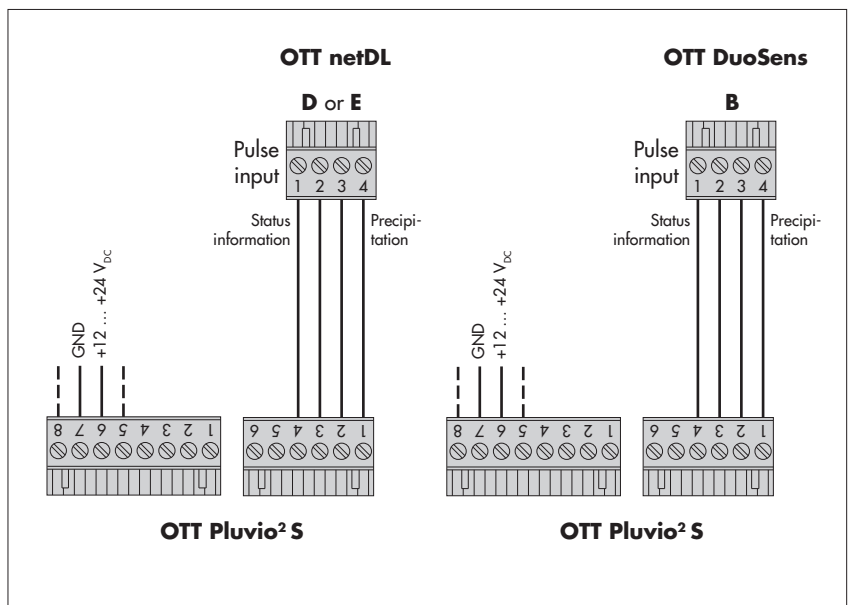 OTT netDL
OTT DuoSens
D or E
B
Pulse
input
Pulse
input
1 2 3 4
1 2 3 4
Status
information
Precipi-
tation
Status
information
Precipi-
tation
GND
+12 ... +24 VDC
GND
+12 ... +24 VDC
8 7 6 5 4 3 2 1
6 5 4 3 2 1
8 7 6 5 4 3 2 1
6 5 4 3 2 1
OTT Pluvio² S
OTT Pluvio² S